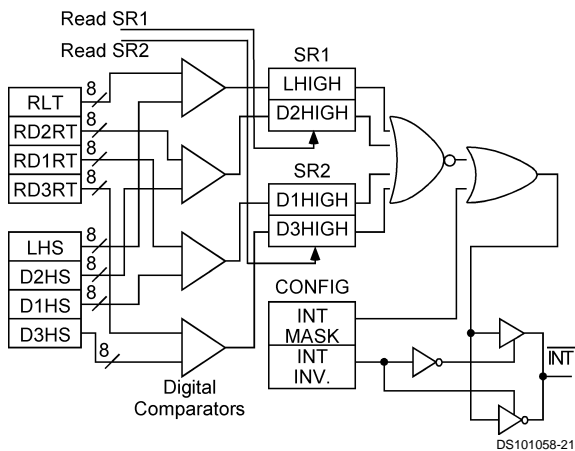 Read SR1
Read SR2
SR1
LHIGH
D2HIGH
8
RLT
8
RD2RT
8
RD1RT
8
RD3RT
SR2
D1HIGH
D3HIGH
8
LHS
8
D2HS
8
D1HS
8
D3HS
CONFIG
INT
MASK
INT
INV.
Digital
Comparators
INT
DS101058-21